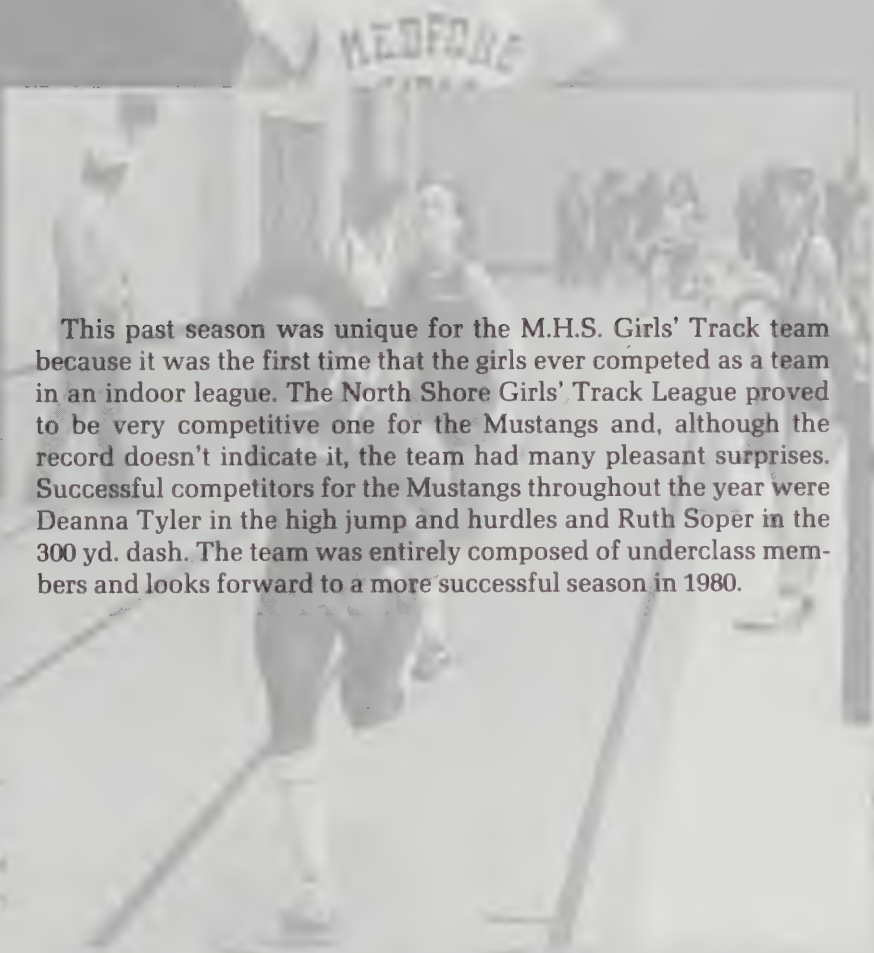 MEDFORD
This past season was unique for the M.H.S. Girls' Track team
because it was the first time that the girls ever competed as a team
in an indoor league. The North Shore Girls' Track League proved
to be very competitive one for the Mustangs and, although the
record doesn't indicate it, the team had many pleasant surprises.
Successful competitors for the Mustangs throughout the year were
Deanna Tyler in the high jump and hurdles and Ruth Soper in the
300 yd. dash. The team was entirely composed of underclass mem-
bers and looks forward to a more successful season in 1980.